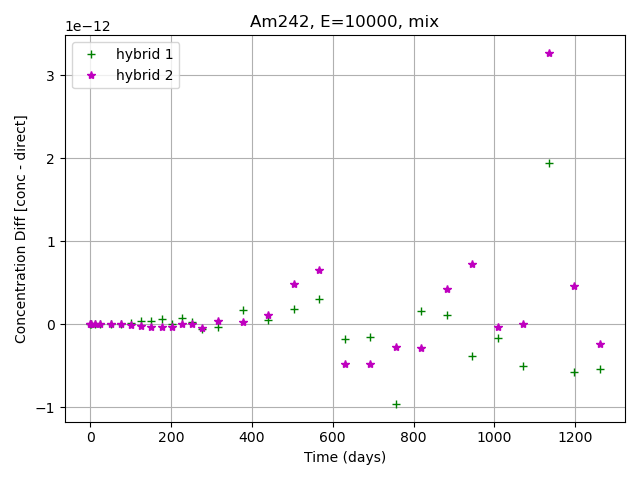 Am242, E=10000, mix
1e−12
hybrid 1
hybrid 2
Concentration Diff [conc - direct]
3
2
1
0
−1
0 200 400 600 800 1000 1200
Time (days)